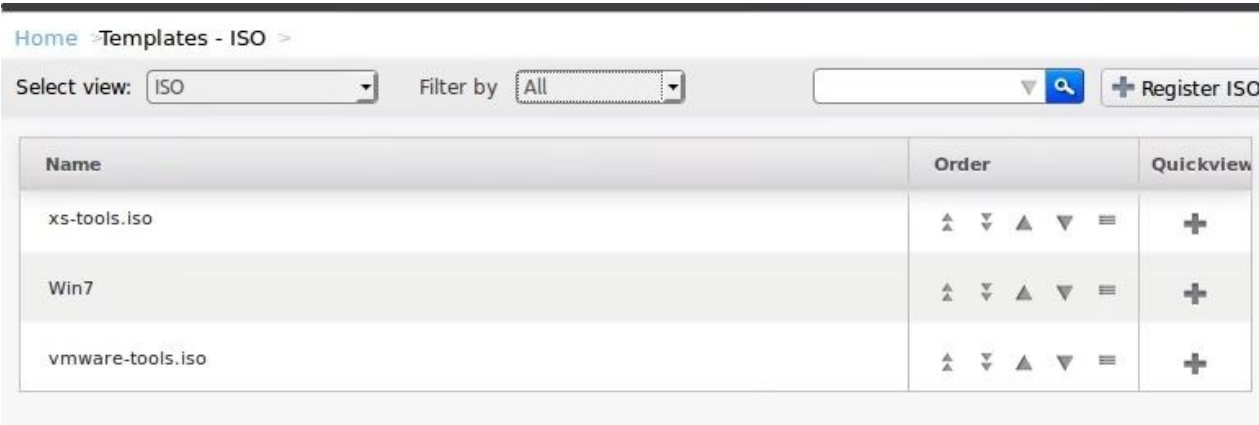 Home > Templates - ISO >
Select view: ISO Filter by All Register ISO
Name Order Quickview
xs-tools.iso
Win7
vmware-tools.iso